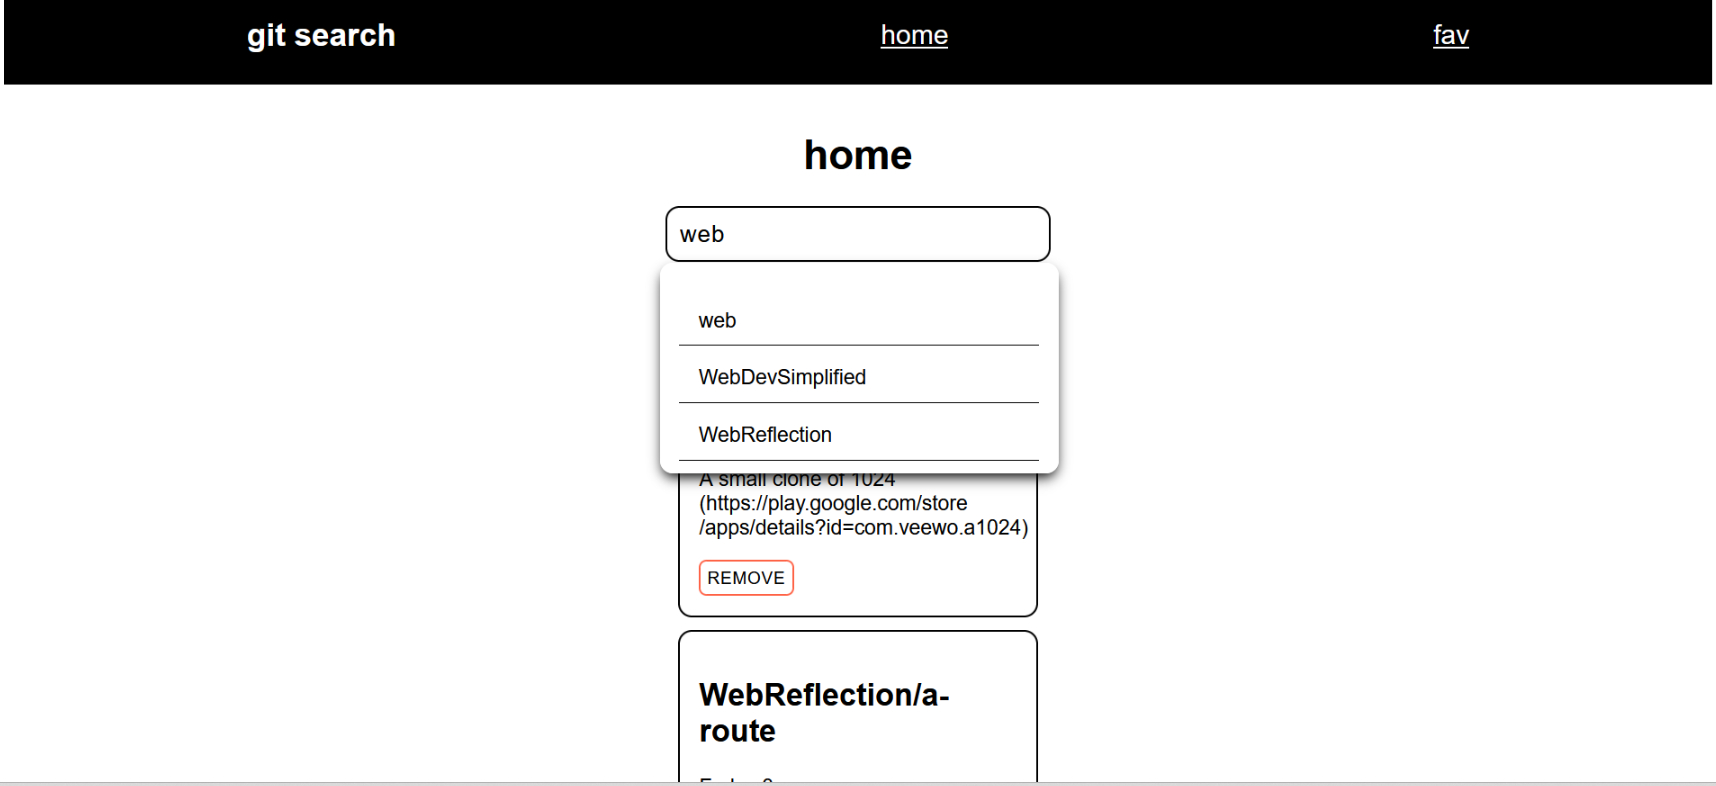 git search home fav
home
web
web
WebDevSimplified
WebReflection
A small clone of 1024
(https://play.google.com/store
/apps/details?id=com.veewo.a1024)
REMOVE
WebReflection/a-
route